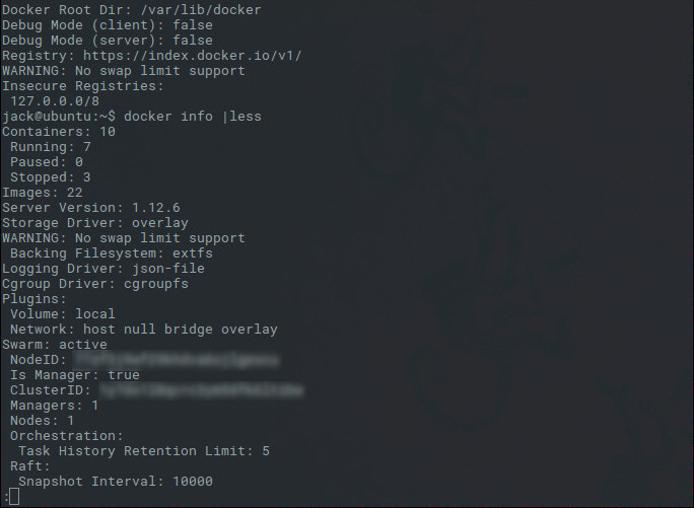 Docker Root Dir: /var/lib/docker
Debug Mode (client): false
Debug Mode (server): false
Registry: https://index.docker.io/v1/
WARNING: No swap limit support
Insecure Registries:
 127.0.0.0/8
jack@ubuntu:~$ docker info |less
Containers: 10
 Running: 7
 Paused: 0
 Stopped: 3
Images: 22
Server Version: 1.12.6
Storage Driver: overlay
WARNING: No swap limit support
 Backing Filesystem: extfs
Logging Driver: json-file
Cgroup Driver: cgroupfs
Plugins:
 Volume: local
 Network: host null bridge overlay
Swarm: active
 NodeID:
 Is Manager: true
 ClusterID:
 Managers: 1
 Nodes: 1
 Orchestration:
  Task History Retention Limit: 5
 Raft:
  Snapshot Interval: 10000
: